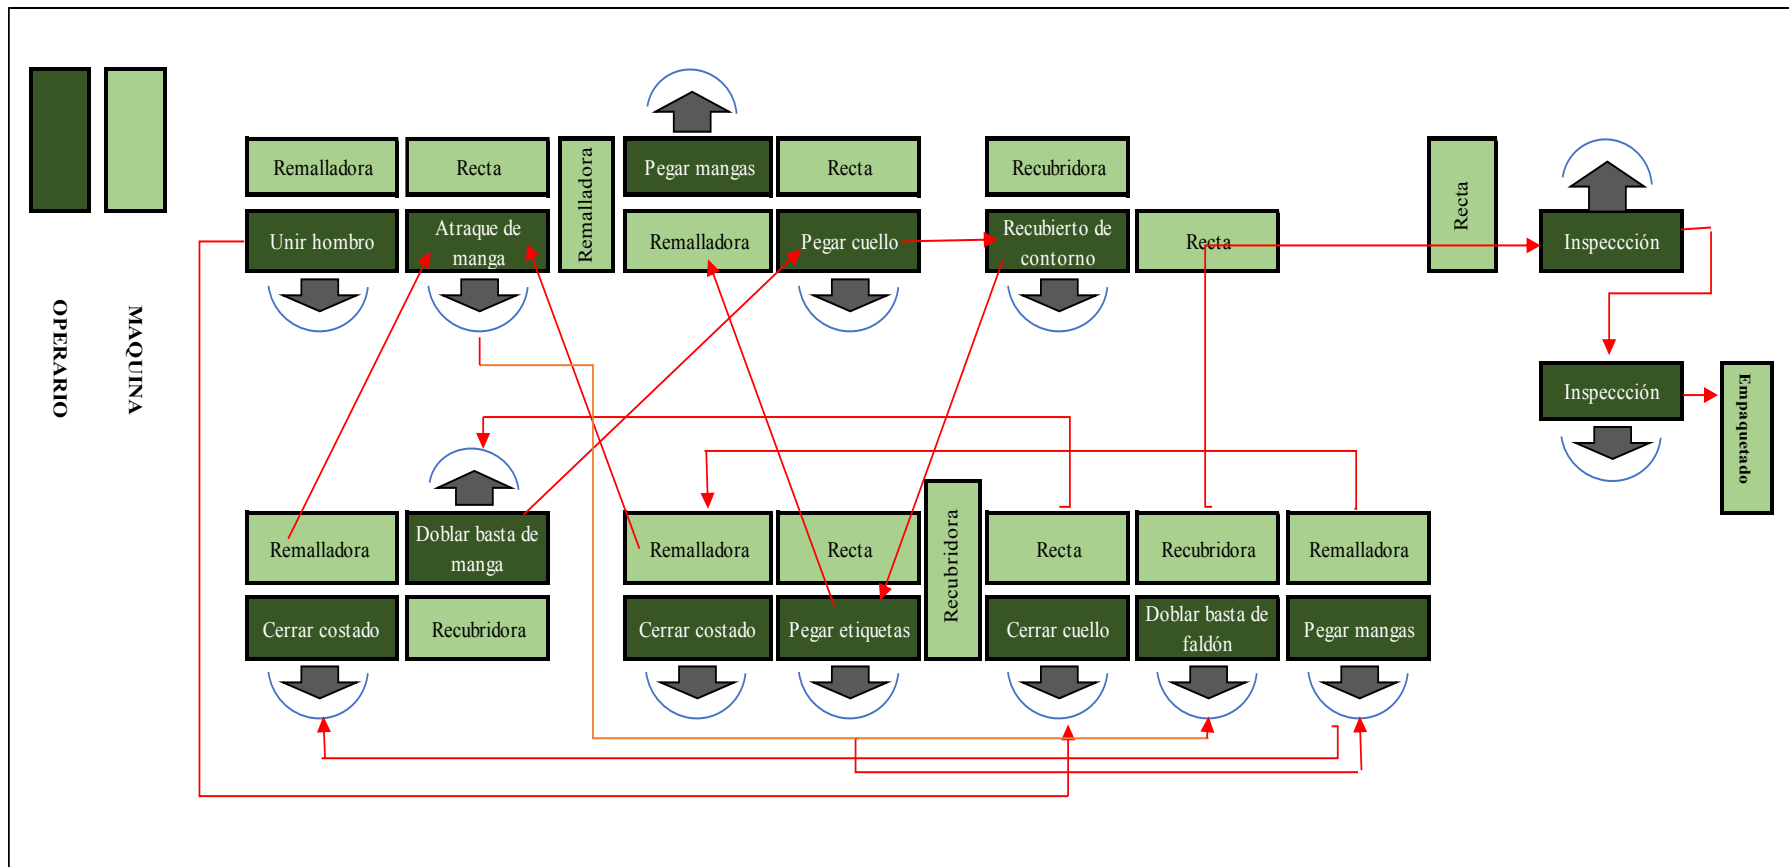 OPERARIO
MAQUINA
Remalladora
Recta
Remalladora
Pegar mangas
Recta
Recubridora
Recta
Unir hombro
Atraque de
manga
Remalladora
Pegar cuello
Recubierto de
contorno
Recta
Inspeccción
Inspeccción
Empaquetado
Remalladora
Doblar basta de
manga
Remalladora
Recta
Recubridora
Recta
Recubridora
Remalladora
Cerrar costado
Recubridora
Cerrar costado
Pegar etiquetas
Cerrar cuello
Doblar basta de
faldón
Pegar mangas